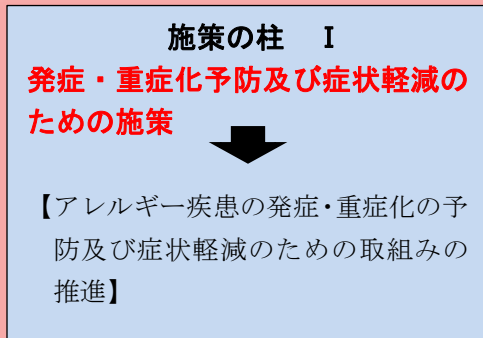 施策の柱　Ⅰ
発症・重症化予防及び症状軽減の
ための施策
【アレルギー疾患の発症・重症化の予
防及び症状軽減のための取組みの
推進】